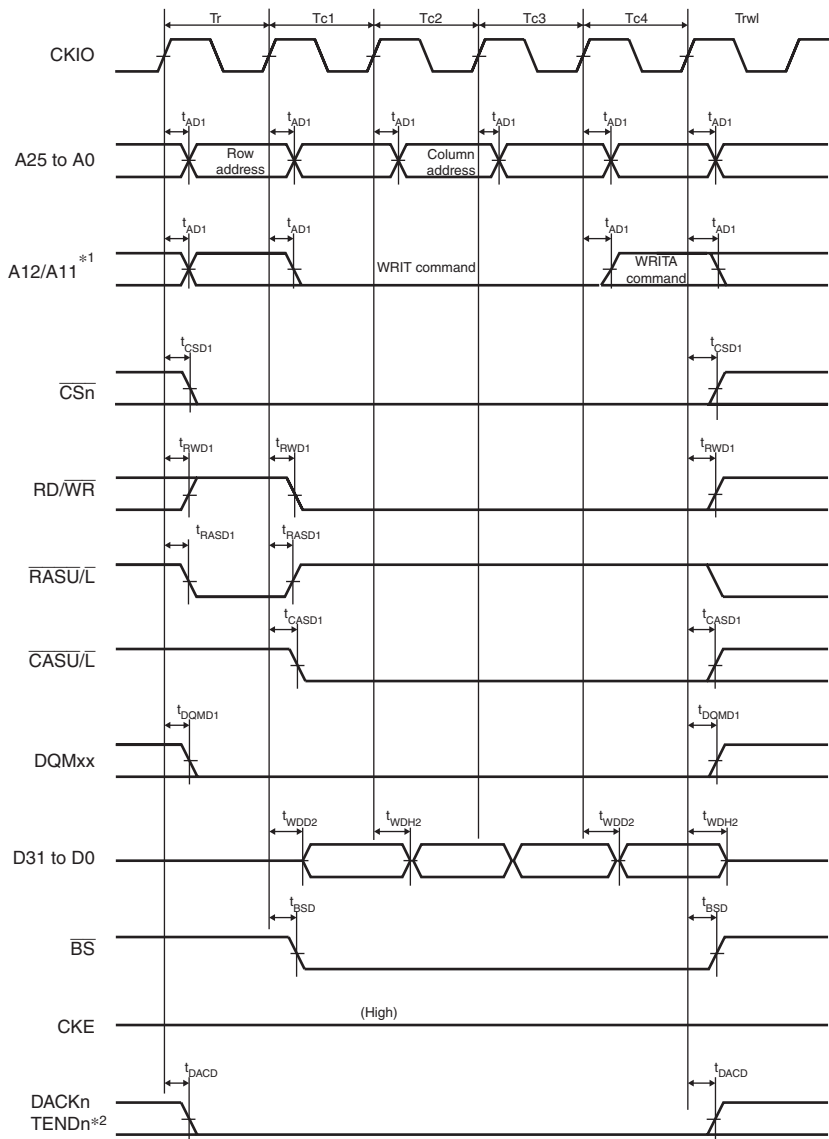 Tr Tc1 Tc2 Tc3 Tc4 Trwl
CKIO
tAD1 tAD1 tAD1 tAD1 tAD1 tAD1
A25 to A0
Row
address
Column
address
tAD1 tAD1 tAD1 tAD1
A12/A11*1
WRIT command
WRITA
command
tCSD1 tCSD1
CSn
tRWD1 tRWD1 tRWD1
RD/WR
tRASD1 tRASD1
RASU/L
tCASD1 tCASD1
CASU/L
tDQMD1 tDQMD1
DQMxx
tWDD2 tWDH2 tWDD2 tWDH2
D31 to D0
tBSD tBSD
BS
(High)
CKE
tDACD tDACD
DACKn
TENDn*2